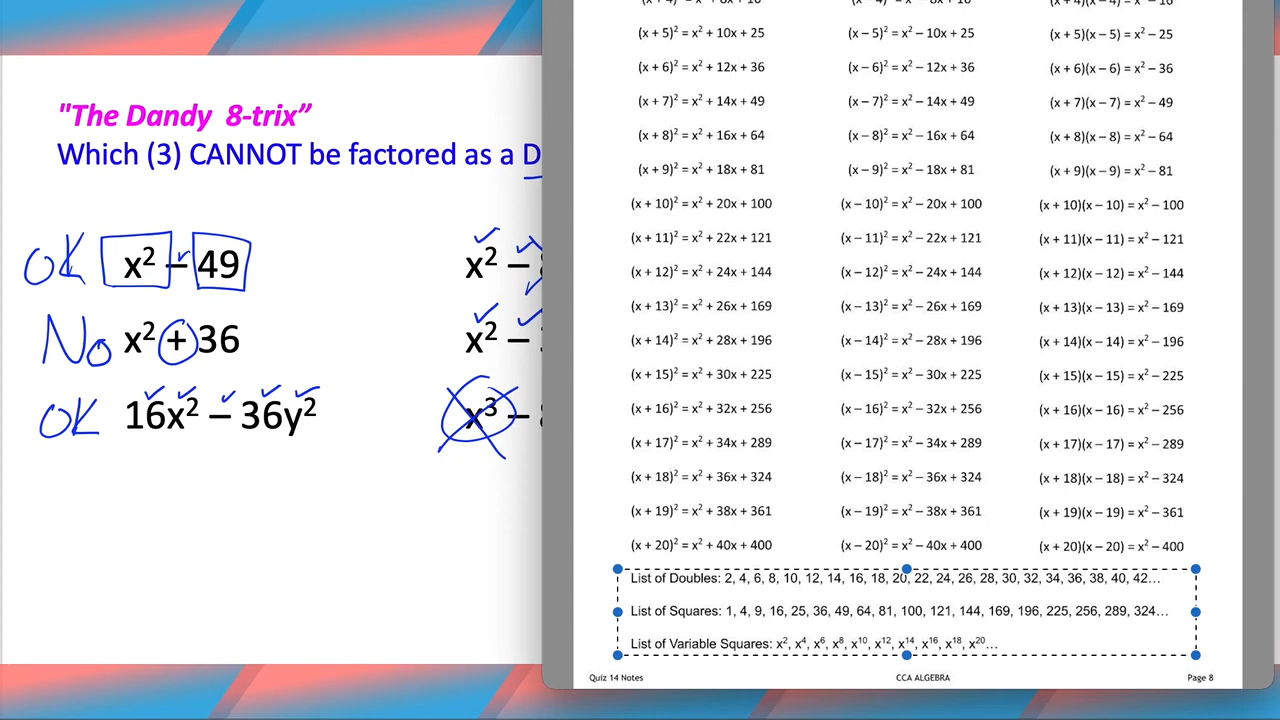 "The Dandy 8-trix”
Which (3) CANNOT be factored as a D
OK x² – 49
No x² + 36
OK 16x² – 36y²
x² –
x² –
x³ –
(x + 5)² = x² + 10x + 25 (x – 5)² = x² – 10x + 25 (x + 5)(x – 5) = x² – 25
(x + 6)² = x² + 12x + 36 (x – 6)² = x² – 12x + 36 (x + 6)(x – 6) = x² – 36
(x + 7)² = x² + 14x + 49 (x – 7)² = x² – 14x + 49 (x + 7)(x – 7) = x² – 49
(x + 8)² = x² + 16x + 64 (x – 8)² = x² – 16x + 64 (x + 8)(x – 8) = x² – 64
(x + 9)² = x² + 18x + 81 (x – 9)² = x² – 18x + 81 (x + 9)(x – 9) = x² – 81
(x + 10)² = x² + 20x + 100 (x – 10)² = x² – 20x + 100 (x + 10)(x – 10) = x² – 100
(x + 11)² = x² + 22x + 121 (x – 11)² = x² – 22x + 121 (x + 11)(x – 11) = x² – 121
(x + 12)² = x² + 24x + 144 (x – 12)² = x² – 24x + 144 (x + 12)(x – 12) = x² – 144
(x + 13)² = x² + 26x + 169 (x – 13)² = x² – 26x + 169 (x + 13)(x – 13) = x² – 169
(x + 14)² = x² + 28x + 196 (x – 14)² = x² – 28x + 196 (x + 14)(x – 14) = x² – 196
(x + 15)² = x² + 30x + 225 (x – 15)² = x² – 30x + 225 (x + 15)(x – 15) = x² – 225
(x + 16)² = x² + 32x + 256 (x – 16)² = x² – 32x + 256 (x + 16)(x – 16) = x² – 256
(x + 17)² = x² + 34x + 289 (x – 17)² = x² – 34x + 289 (x + 17)(x – 17) = x² – 289
(x + 18)² = x² + 36x + 324 (x – 18)² = x² – 36x + 324 (x + 18)(x – 18) = x² – 324
(x + 19)² = x² + 38x + 361 (x – 19)² = x² – 38x + 361 (x + 19)(x – 19) = x² – 361
(x + 20)² = x² + 40x + 400 (x – 20)² = x² – 40x + 400 (x + 20)(x – 20) = x² – 400
List of Doubles: 2, 4, 6, 8, 10, 12, 14, 16, 18, 20, 22, 24, 26, 28, 30, 32, 34, 36, 38, 40, 42…
List of Squares: 1, 4, 9, 16, 25, 36, 49, 64, 81, 100, 121, 144, 169, 196, 225, 256, 289, 324…
List of Variable Squares: x², x⁴, x⁶, x⁸, x¹⁰, x¹², x¹⁴, x¹⁶, x¹⁸, x²⁰…
Quiz 14 Notes CCA ALGEBRA Page 8